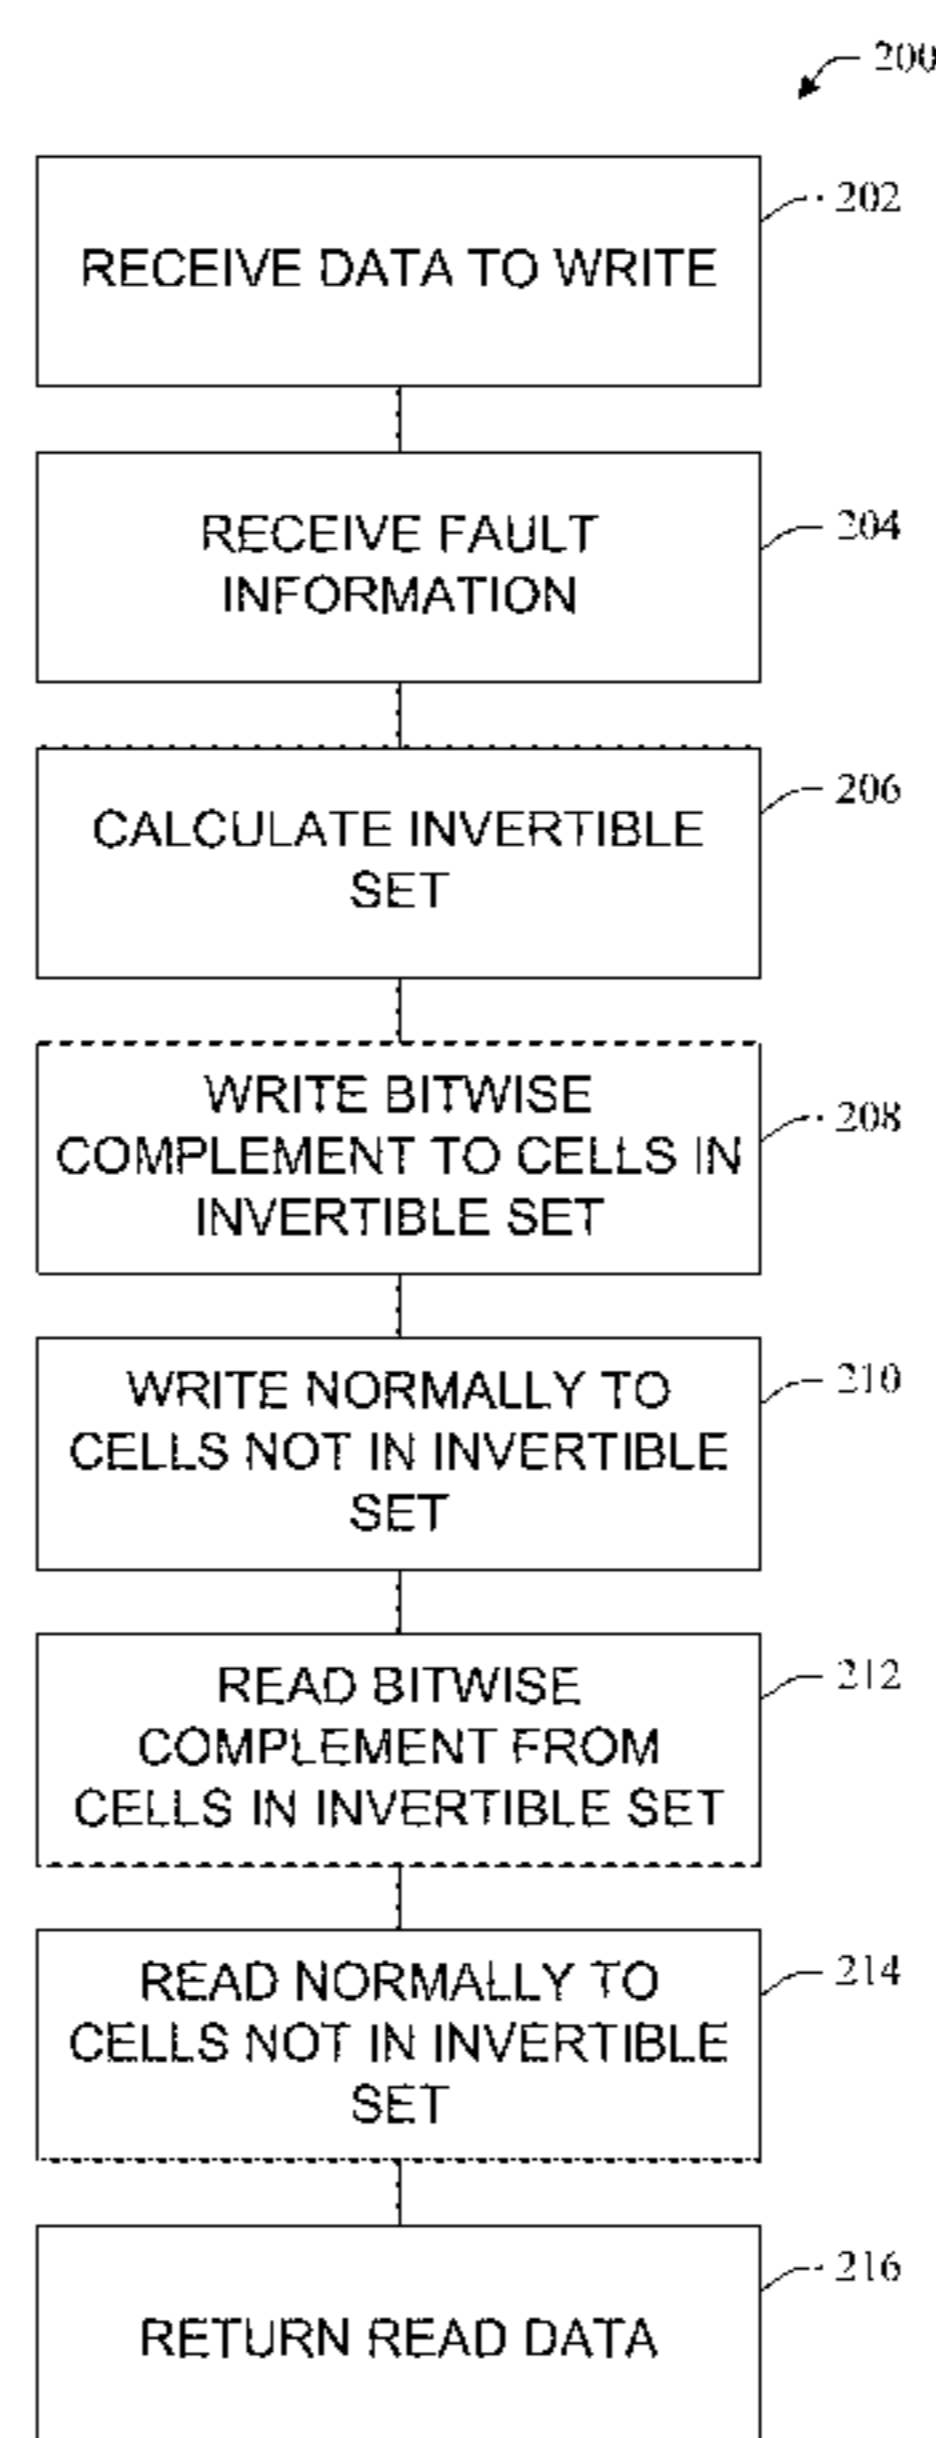 200
RECEIVE DATA TO WRITE
202
RECEIVE FAULT
INFORMATION
204
CALCULATE INVERTIBLE
SET
206
WRITE BITWISE
COMPLEMENT TO CELLS IN
INVERTIBLE SET
208
WRITE NORMALLY TO
CELLS NOT IN INVERTIBLE
SET
210
READ BITWISE
COMPLEMENT FROM
CELLS IN INVERTIBLE SET
212
READ NORMALLY TO
CELLS NOT IN INVERTIBLE
SET
214
RETURN READ DATA
216